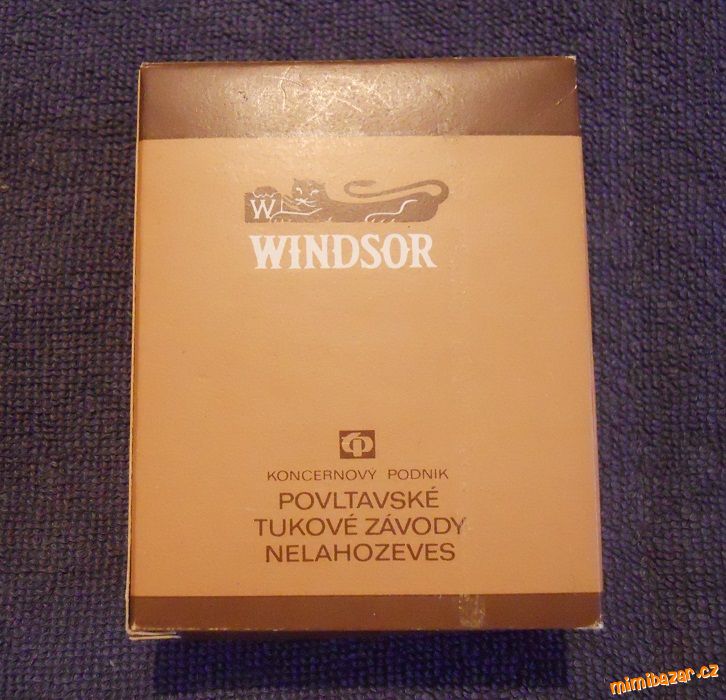 W
WINDSOR
KONCERNOVÝ PODNIK
POVLTAVSKÉ
TUKOVÉ ZÁVODY
NELAHOZEVES
mimibazar.cz